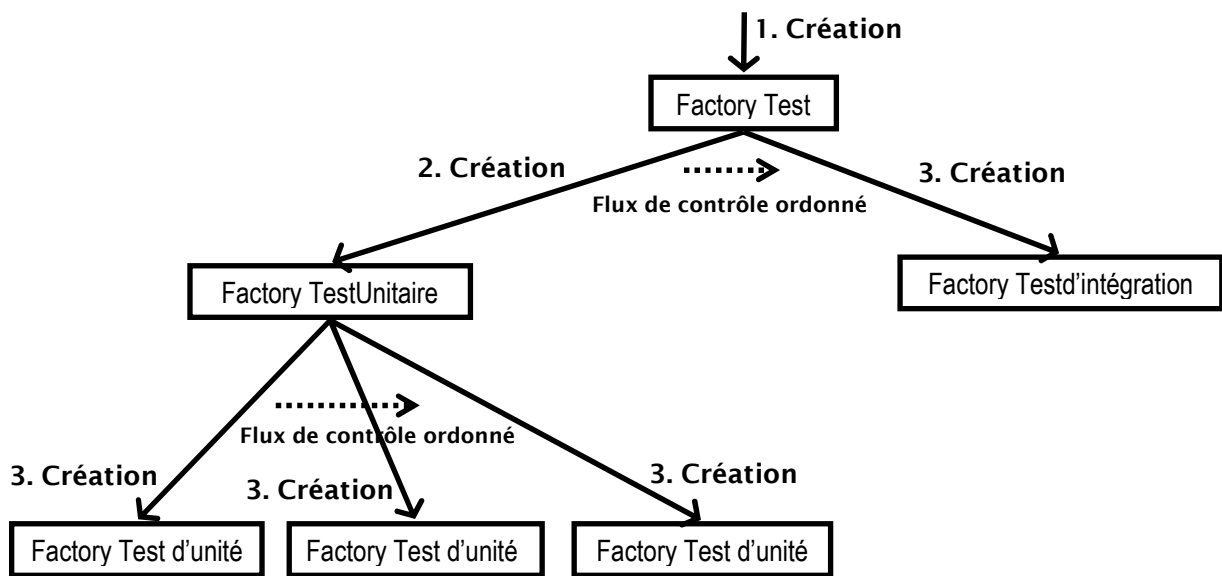 1. Création
Factory Test
2. Création
3. Création
Flux de contrôle ordonné
Factory TestUnitaire
Factory Testd’intégration
Flux de contrôle ordonné
3. Création
3. Création
3. Création
Factory Test d’unité
Factory Test d’unité
Factory Test d’unité